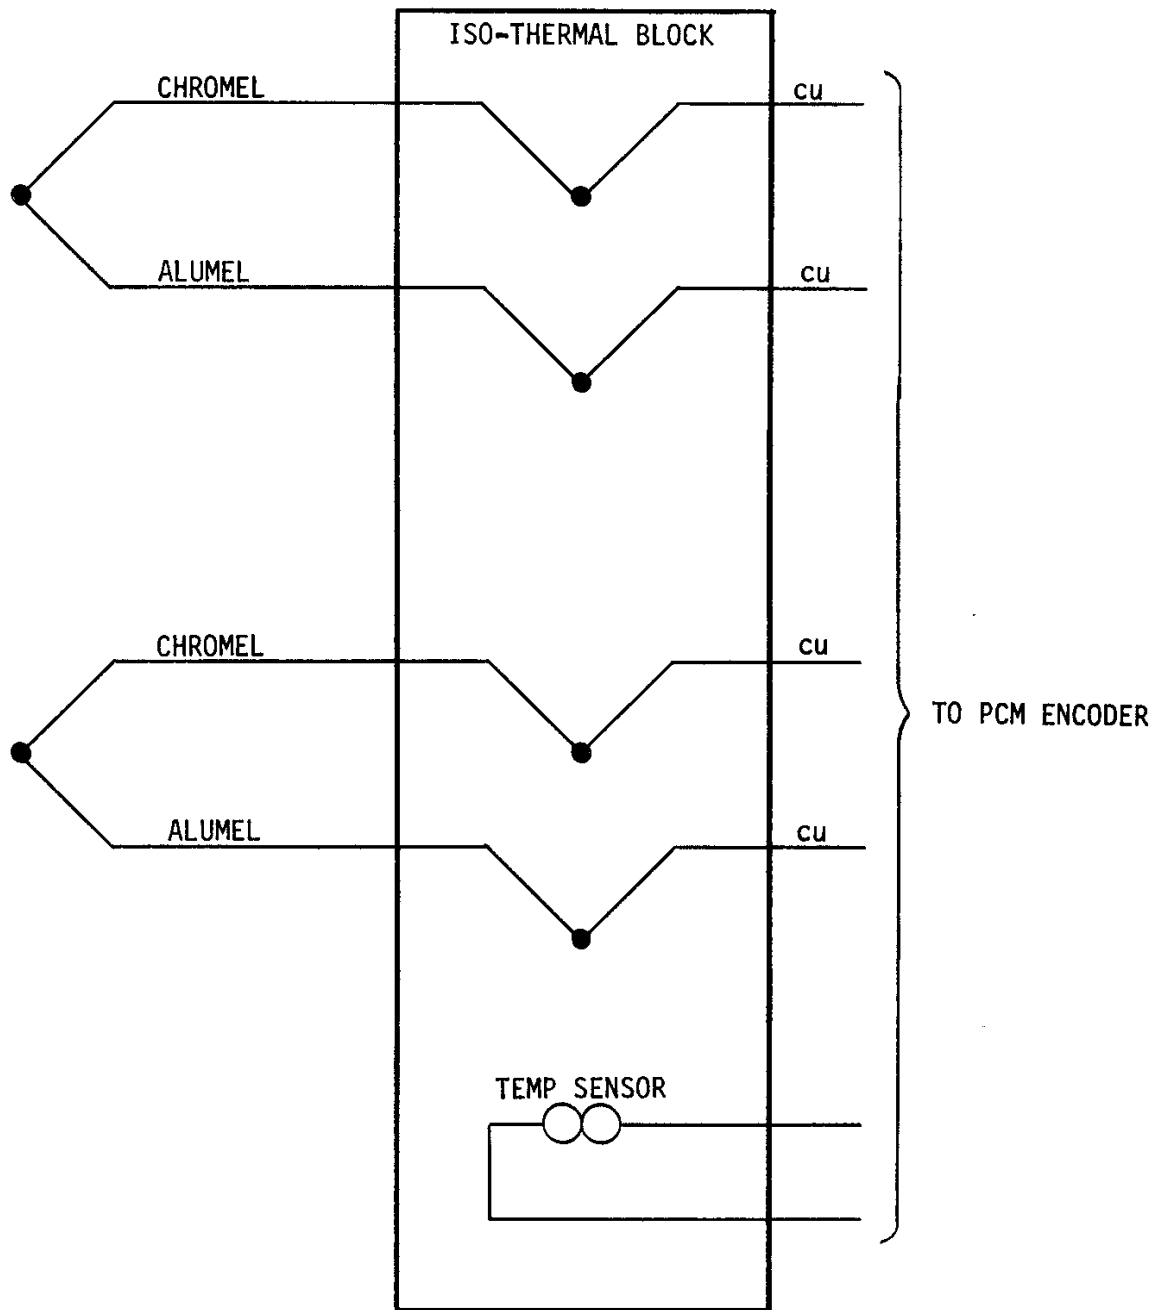 ISO-THERMAL BLOCK
CHROMEL
cu
ALUMEL
cu
CHROMEL
cu
TO PCM ENCODER
ALUMEL
cu
TEMP SENSOR